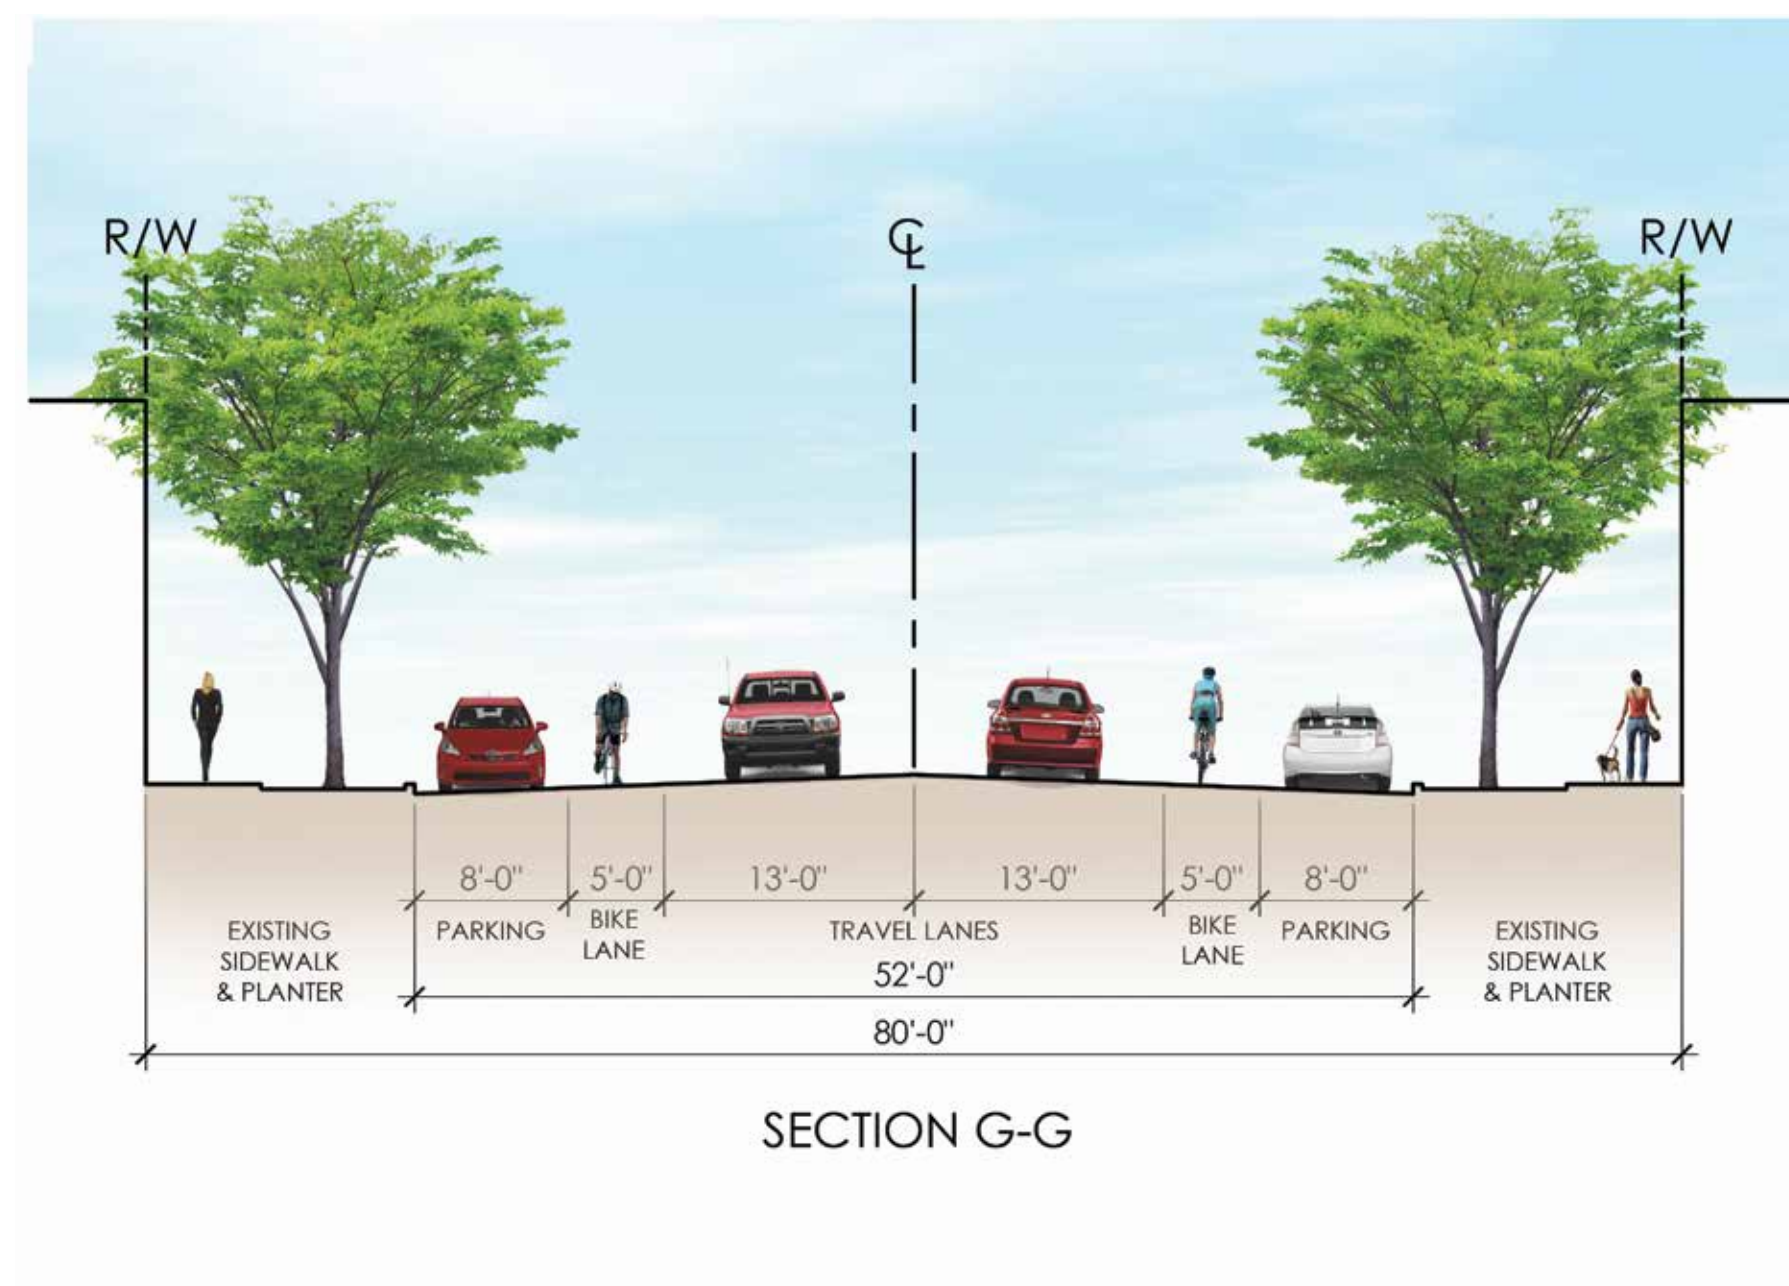 R/W
℄
R/W
8'-0"
5'-0"
13'-0"
13'-0"
5'-0"
8'-0"
EXISTING
SIDEWALK
& PLANTER
PARKING
BIKE
LANE
TRAVEL LANES
BIKE
LANE
PARKING
EXISTING
SIDEWALK
& PLANTER
52'-0"
80'-0"
SECTION G-G